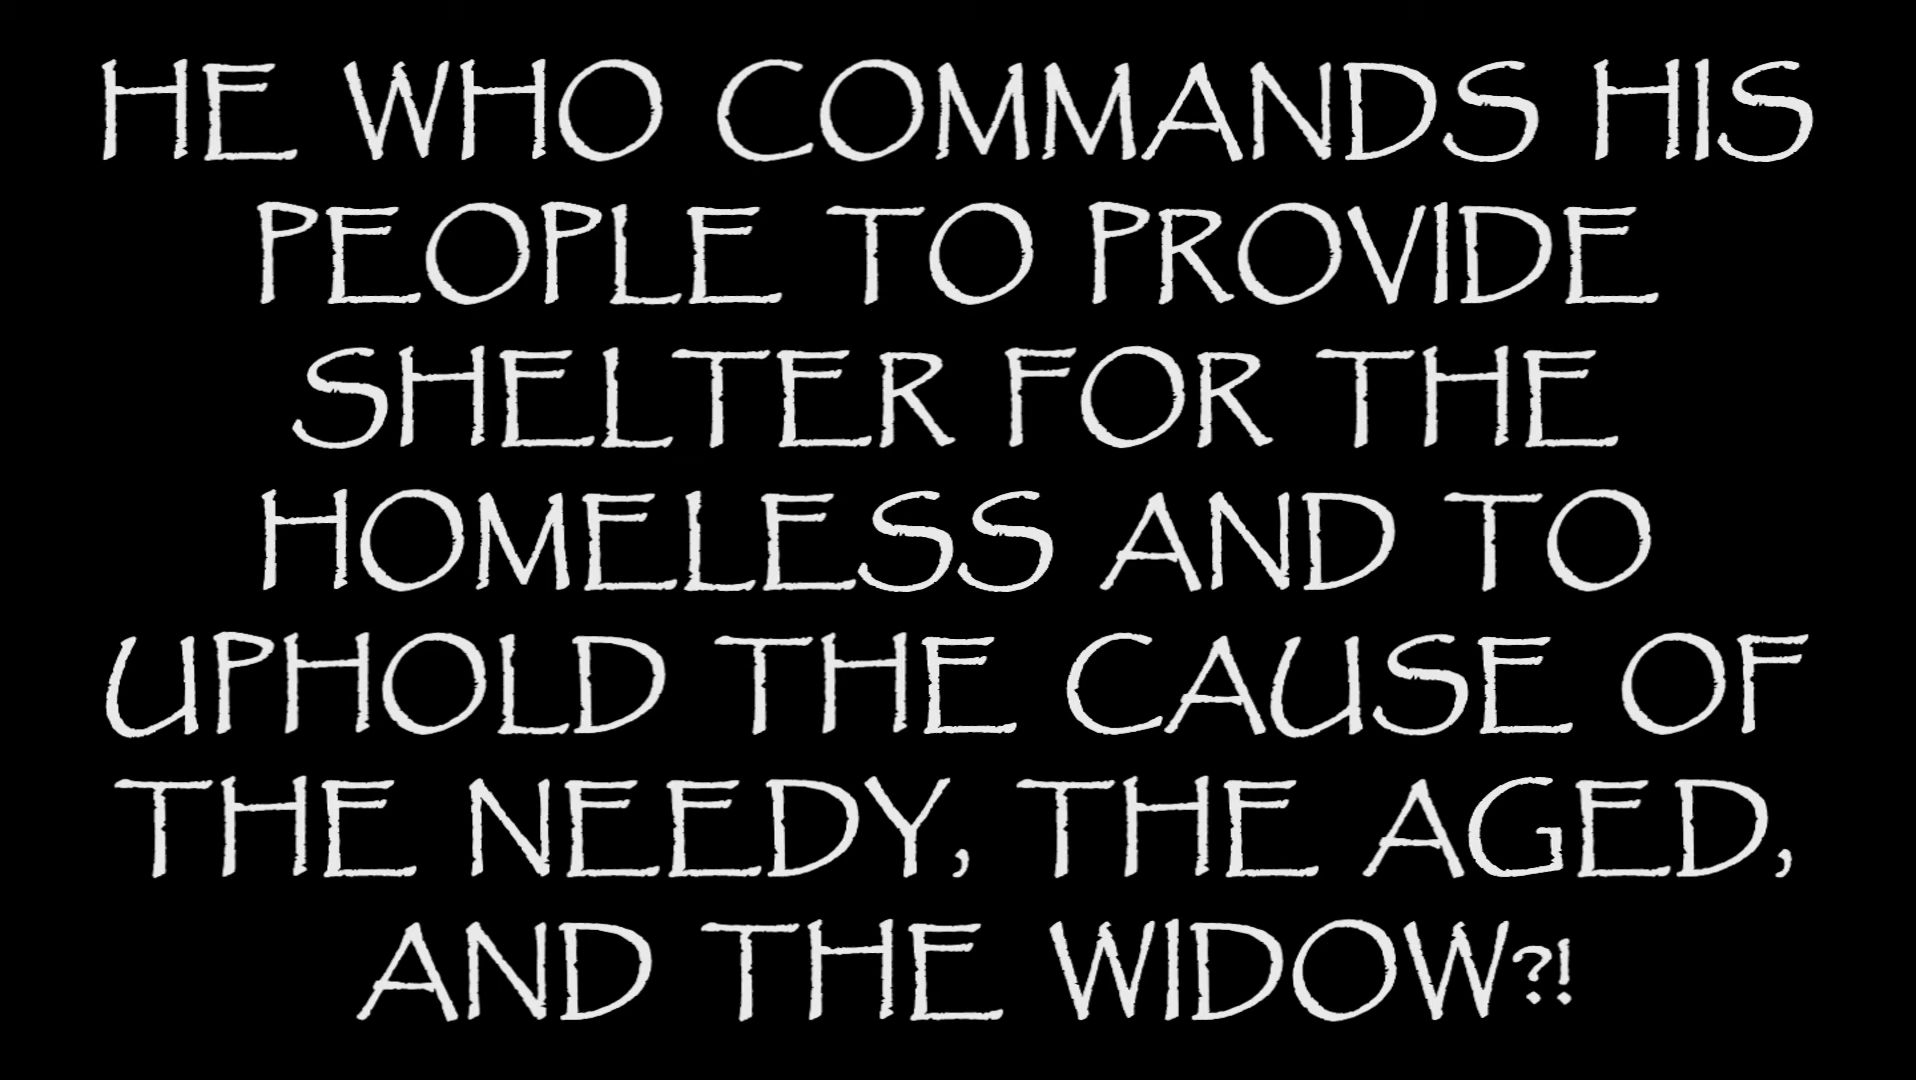 HE WHO COMMANDS HIS
PEOPLE TO PROVIDE
SHELTER FOR THE
HOMELESS AND TO
UPHOLD THE CAUSE OF
THE NEEDY, THE AGED,
AND THE WIDOW?!